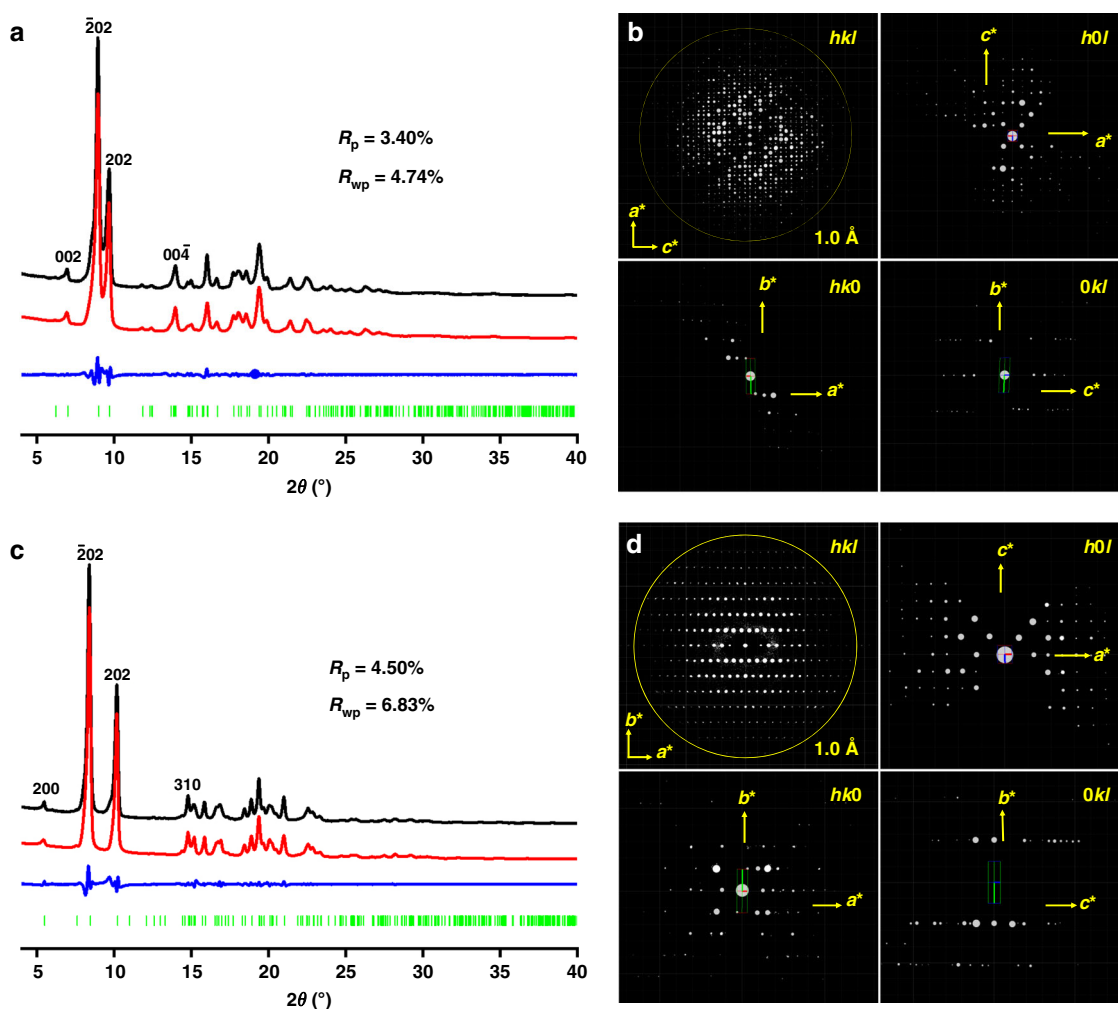 a
2̄02
202
R_p = 3.40%
R_wp = 4.74%
002
004̄
5 10 15 20 25 30 35 40
2θ (°)
b
hkl
a*
c*
1.0 Å
h0l
c*
a*
hk0
b*
a*
0kl
b*
c*
c
2̄02
202
R_p = 4.50%
R_wp = 6.83%
200
310
5 10 15 20 25 30 35 40
2θ (°)
d
hkl
b*
a*
1.0 Å
h0l
c*
a*
hk0
b*
a*
0kl
b*
c*